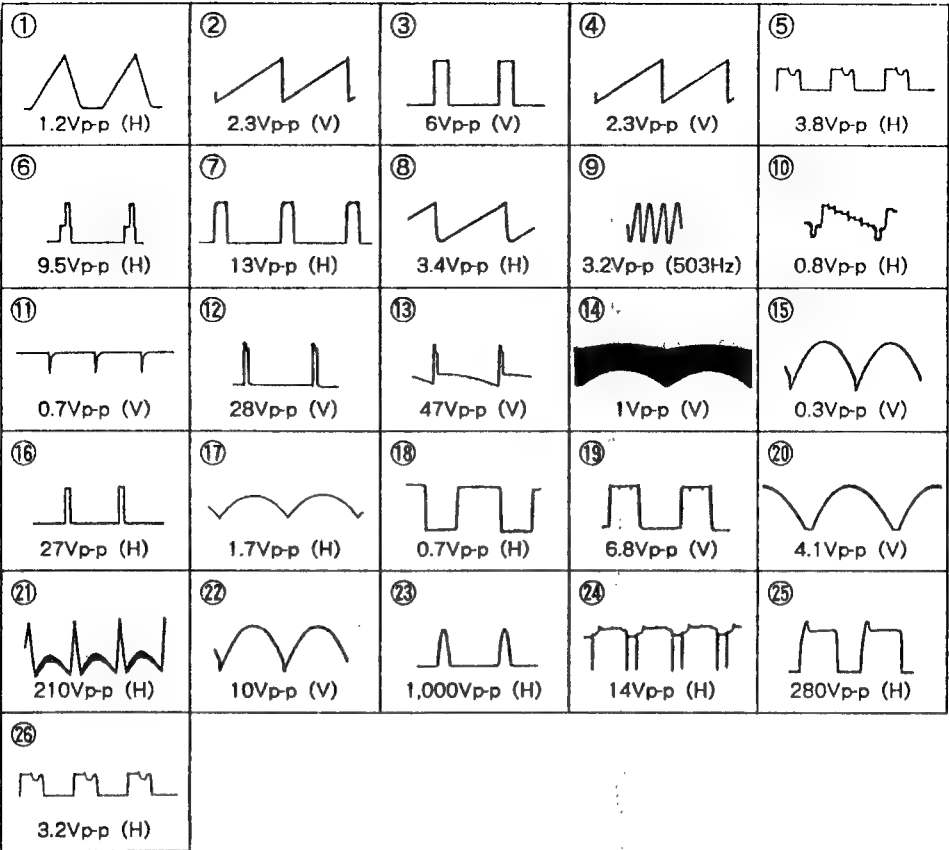 ① ② ③ ④ ⑤
1.2Vp-p (H) 2.3Vp-p (V) 6Vp-p (V) 2.3Vp-p (V) 3.8Vp-p (H)
⑥ ⑦ ⑧ ⑨ ⑩
9.5Vp-p (H) 13Vp-p (H) 3.4Vp-p (H) 3.2Vp-p (503Hz) 0.8Vp-p (H)
⑪ ⑫ ⑬ ⑭ ⑮
0.7Vp-p (V) 28Vp-p (V) 47Vp-p (V) 1Vp-p (V) 0.3Vp-p (V)
⑯ ⑰ ⑱ ⑲ ⑳
27Vp-p (H) 1.7Vp-p (H) 0.7Vp-p (H) 6.8Vp-p (V) 4.1Vp-p (V)
㉑ ㉒ ㉓ ㉔ ㉕
210Vp-p (H) 10Vp-p (V) 1,000Vp-p (H) 14Vp-p (H) 280Vp-p (H)
㉖
3.2Vp-p (H)